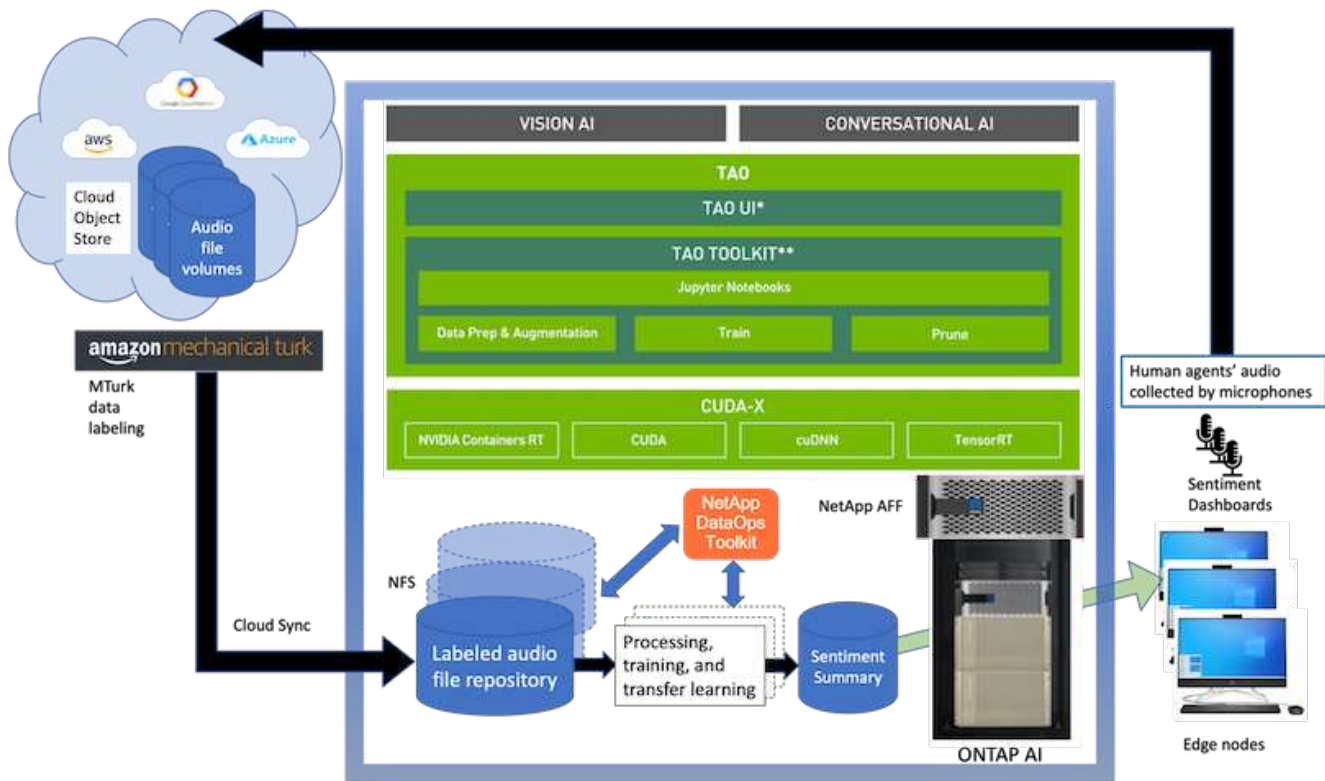 Google Cloud Platform
aws
Azure
Cloud
Object
Store
Audio
file
volumes
amazon mechanical turk
MTurk
data
labeling
VISION AI
CONVERSATIONAL AI
TAO
TAO UI*
TAO TOOLKIT**
Jupyter Notebooks
Data Prep & Augmentation
Train
Prune
CUDA-X
NVIDIA Containers RT
CUDA
cuDNN
TensorRT
Human agents' audio
collected by microphones
Sentiment
Dashboards
NetApp
DataOps
Toolkit
NetApp AFF
NFS
Cloud Sync
Labeled audio
file repository
Processing,
training, and
transfer learning
Sentiment
Summary
ONTAP AI
Edge nodes